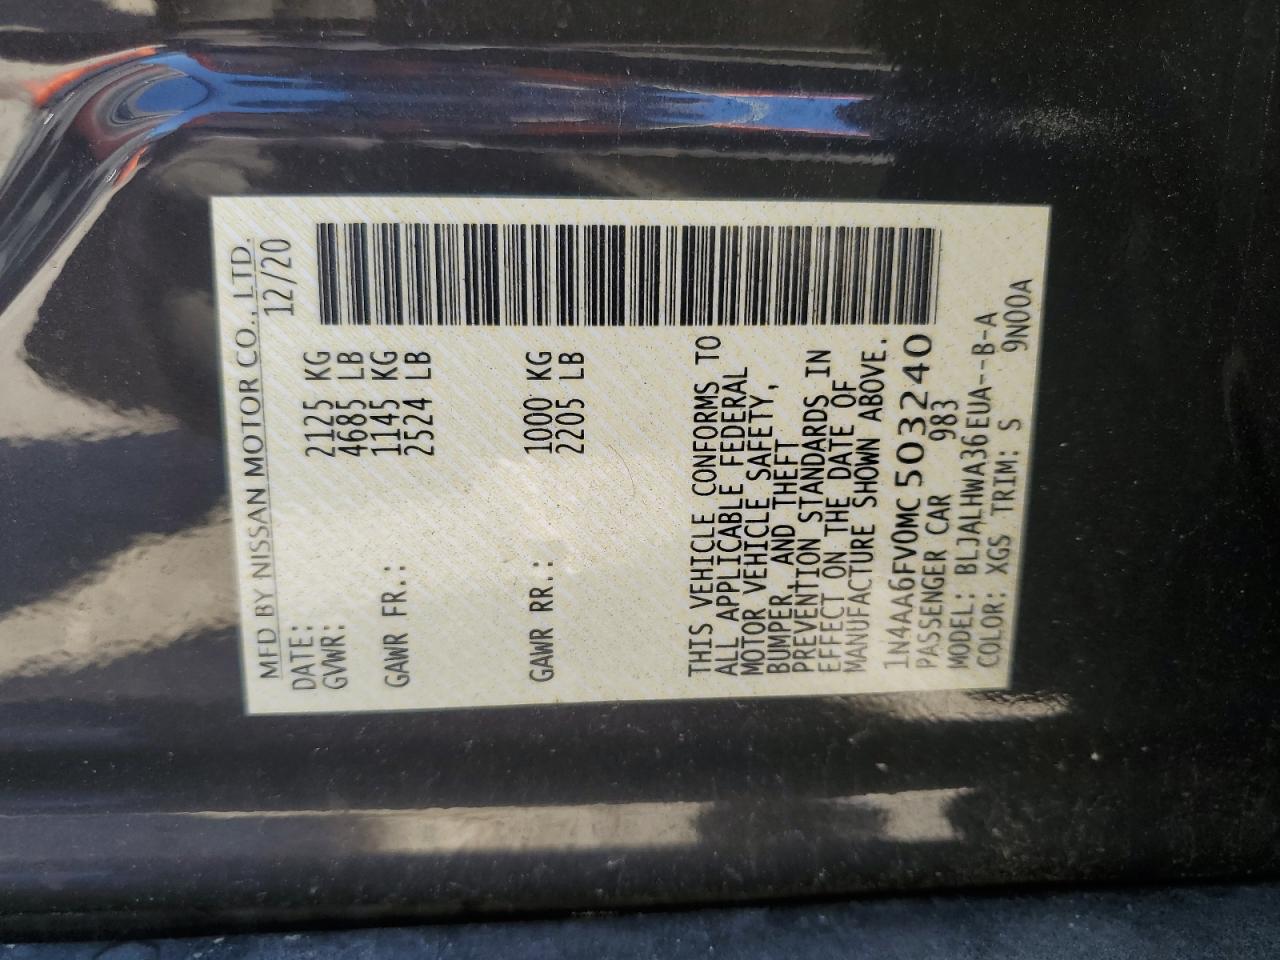 MFD BY NISSAN MOTOR CO., LTD.
DATE: 12/20
GVWR: 2125 KG
4685 LB
GAWR FR.: 1145 KG
2524 LB
GAWR RR.: 1000 KG
2205 LB
THIS VEHICLE CONFORMS TO
ALL APPLICABLE FEDERAL
MOTOR VEHICLE SAFETY,
BUMPER, AND THEFT
PREVENTION STANDARDS IN
EFFECT ON THE DATE OF
MANUFACTURE SHOWN ABOVE.
1N4AA6FV0MC503240
PASSENGER CAR 983
MODEL: BLJALHWA36EUA--B-A
COLOR: XGS TRIM: S 9N00A